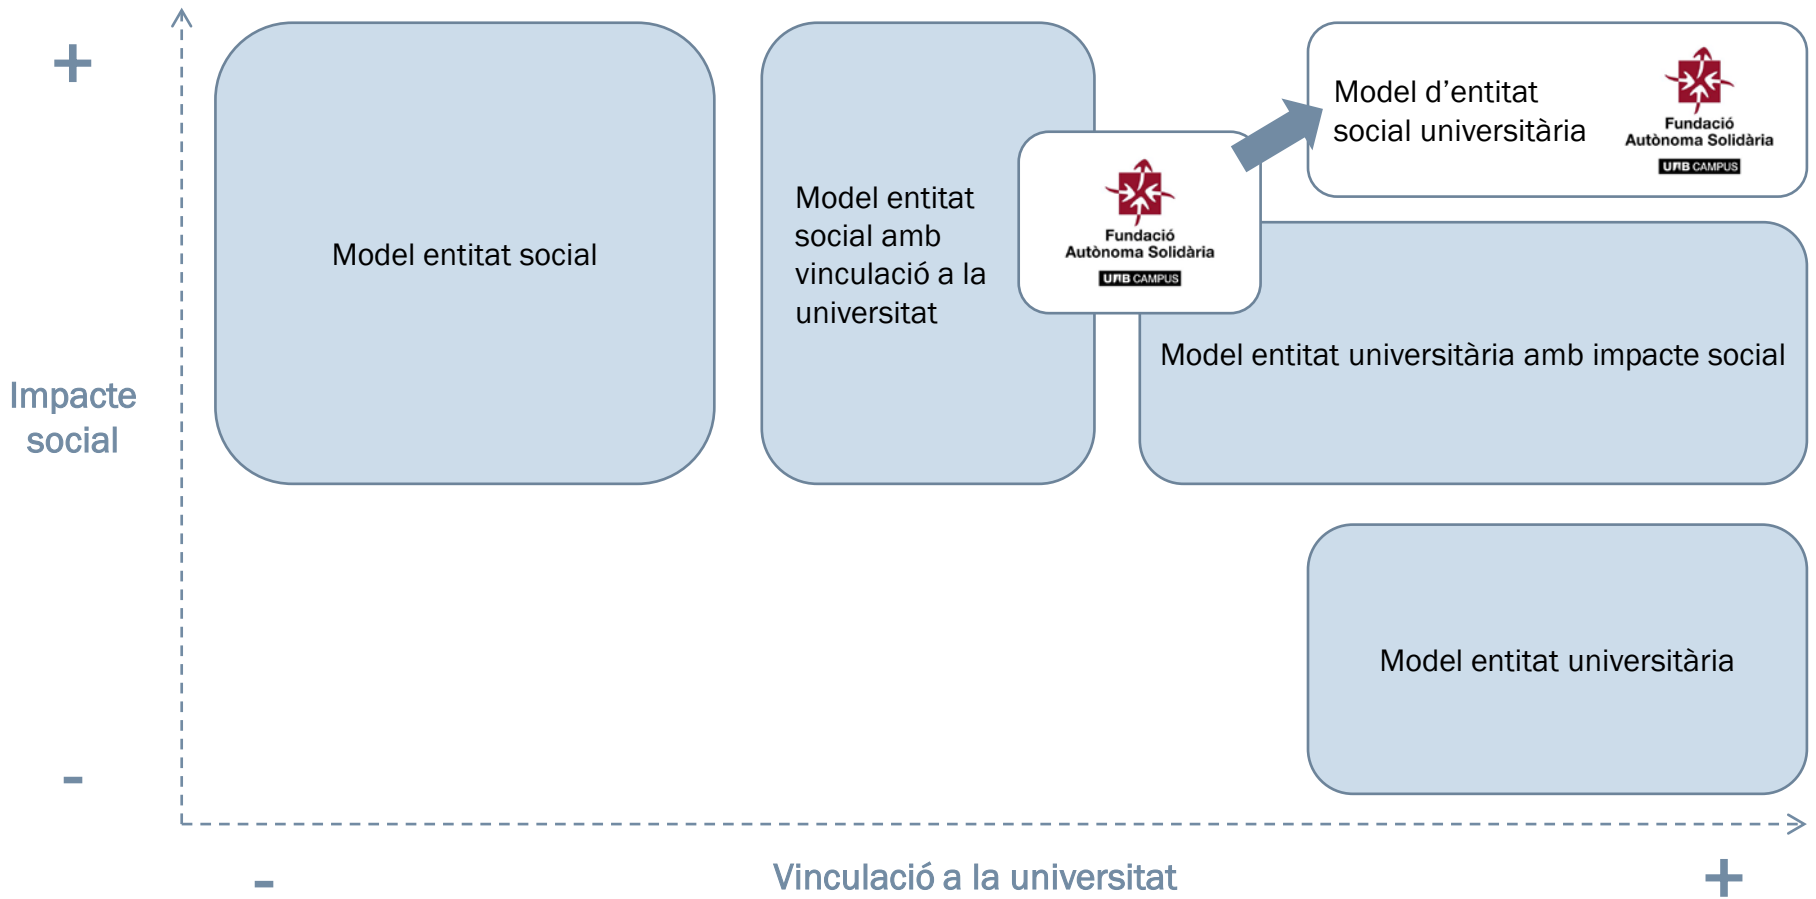 +
Model entitat social
Model entitat
social amb
vinculació a la
universitat
Fundació
Autònoma Solidària
UAB CAMPUS
Model d’entitat
social universitària
Fundació
Autònoma Solidària
UAB CAMPUS
Model entitat universitària amb impacte social
Impacte
social
Model entitat universitària
-
-
Vinculació a la universitat
+